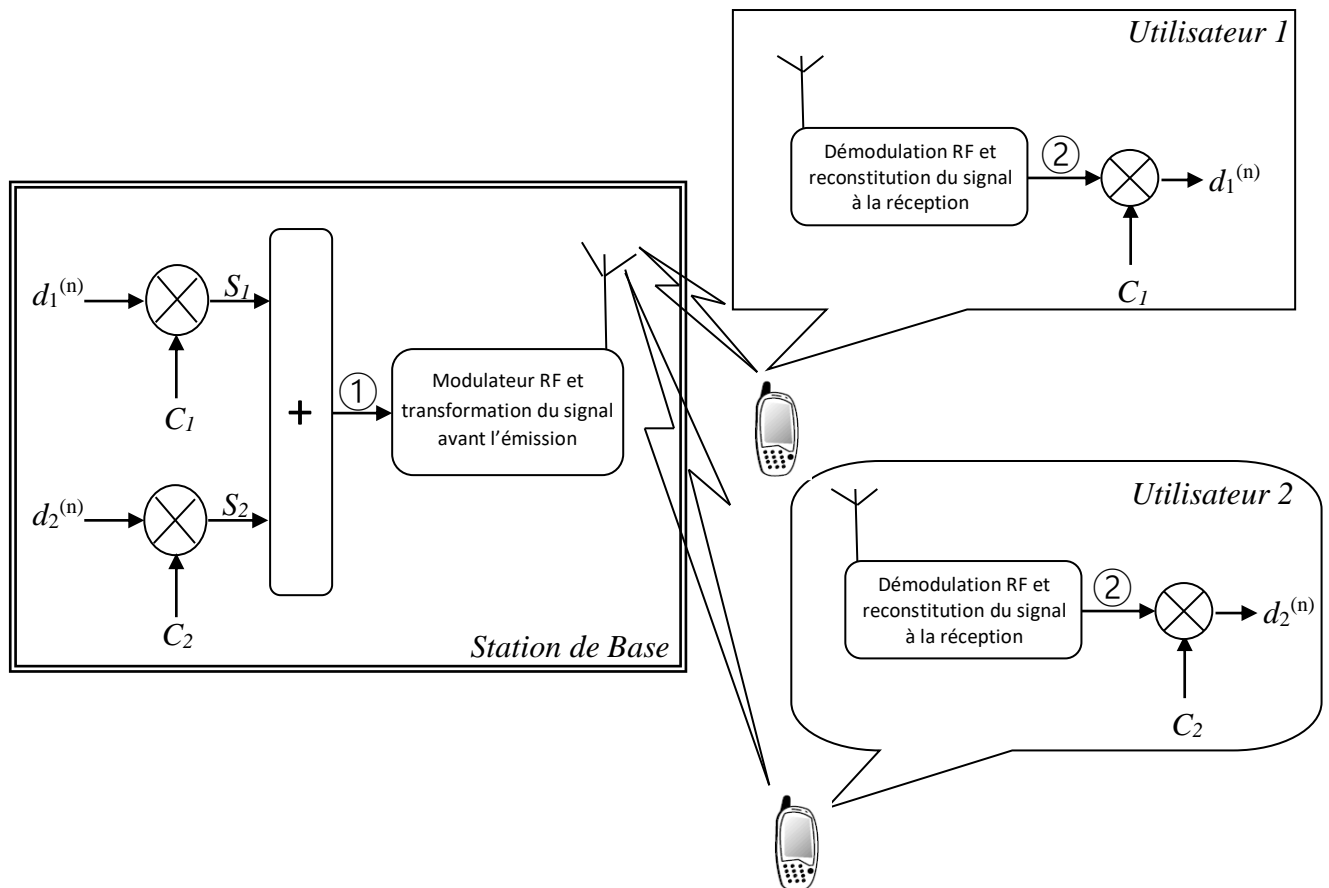 Utilisateur 1
Démodulation RF et
reconstitution du signal
à la réception
②
d₁⁽ⁿ⁾
C₁
d₁⁽ⁿ⁾
S₁
C₁
+
①
Modulateur RF et
transformation du signal
avant l’émission
d₂⁽ⁿ⁾
S₂
C₂
Station de Base
Utilisateur 2
Démodulation RF et
reconstitution du signal
à la réception
②
d₂⁽ⁿ⁾
C₂